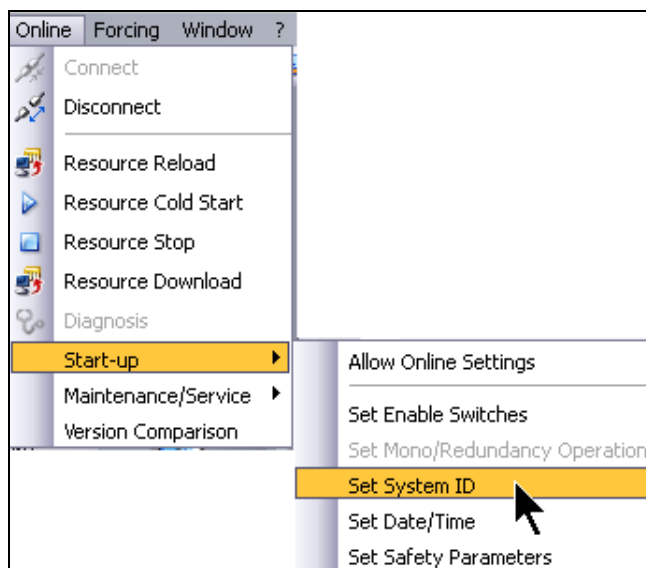 Online Forcing Window ?
Connect
Disconnect
Resource Reload
Resource Cold Start
Resource Stop
Resource Download
Diagnosis
Start-up
Maintenance/Service
Version Comparison
Allow Online Settings
Set Enable Switches
Set Mono/Redundancy Operation
Set System ID
Set Date/Time
Set Safety Parameters